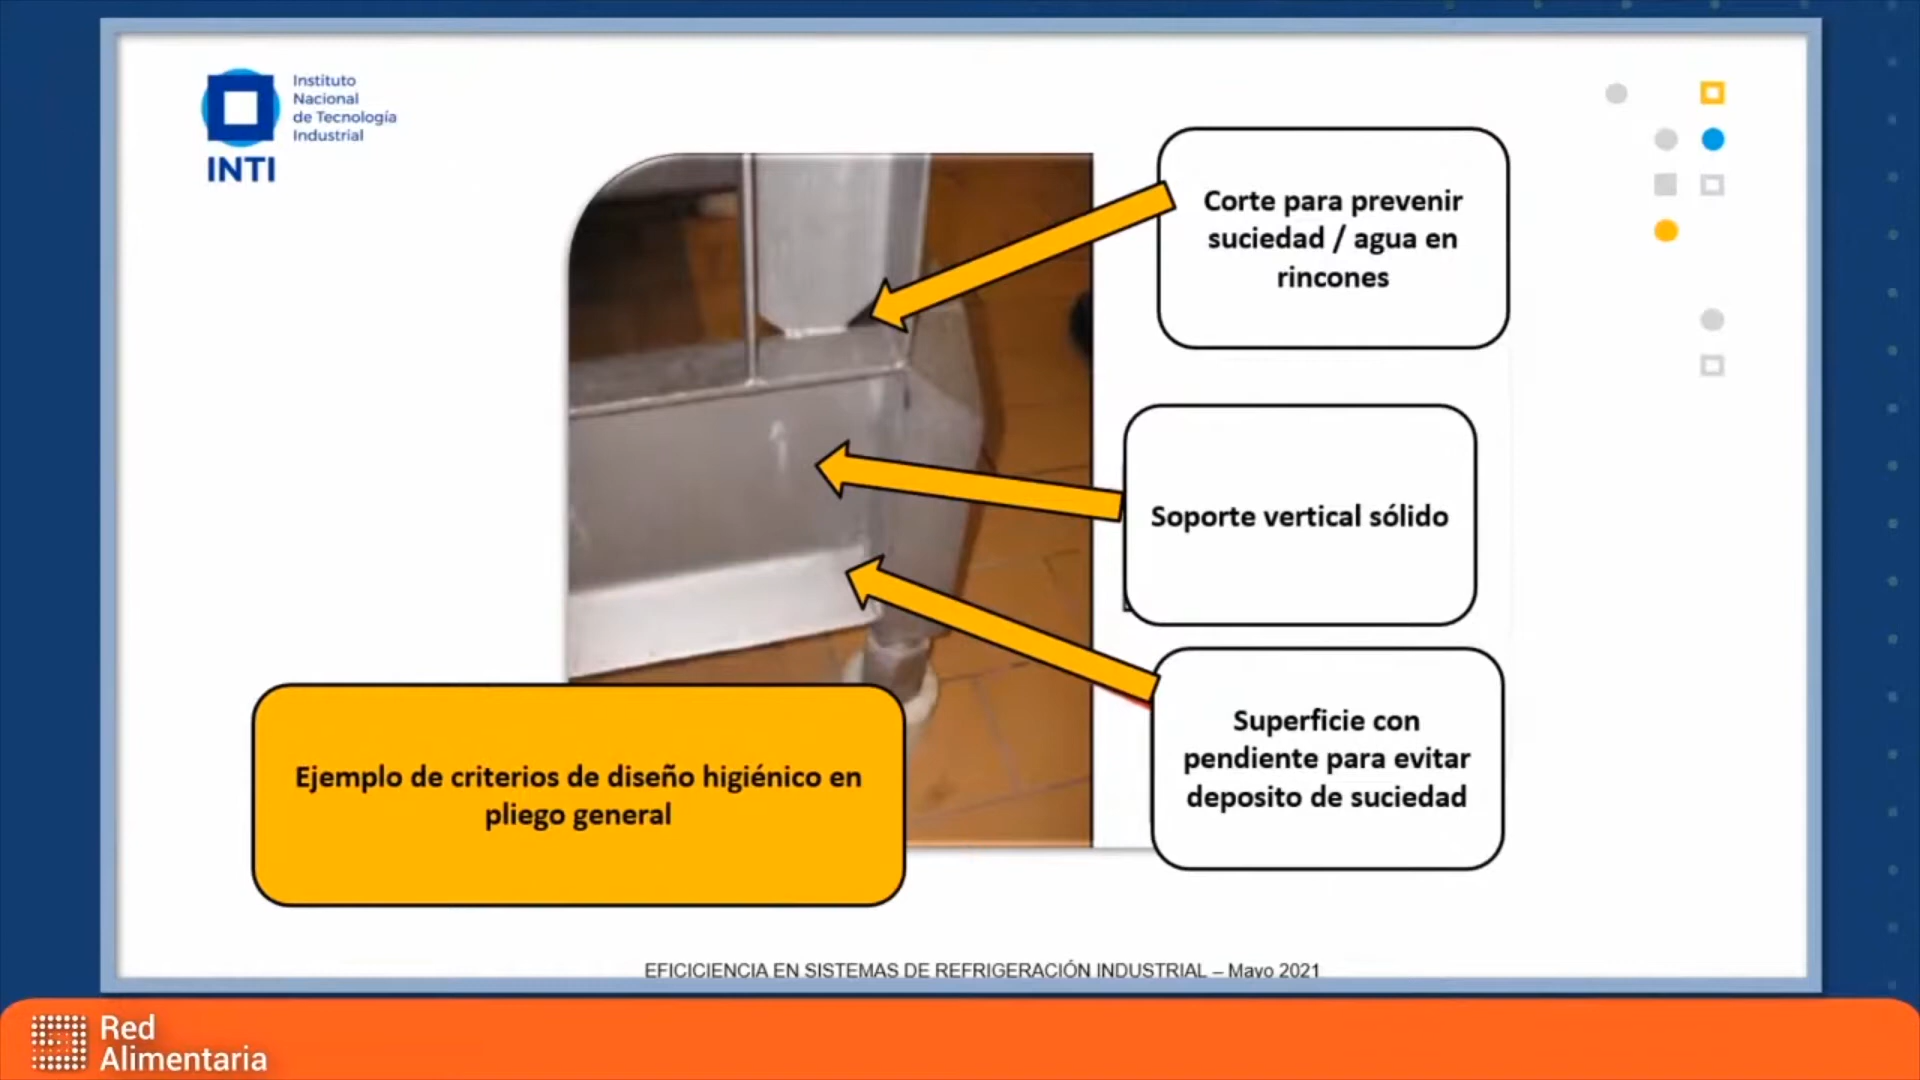 Instituto
Nacional
de Tecnología
Industrial
INTI
Corte para prevenir
suciedad / agua en
rincones
Soporte vertical sólido
Superficie con
pendiente para evitar
deposito de suciedad
Ejemplo de criterios de diseño higiénico en
pliego general
EFICICIENCIA EN SISTEMAS DE REFRIGERACIÓN INDUSTRIAL – Mayo 2021
Red
Alimentaria